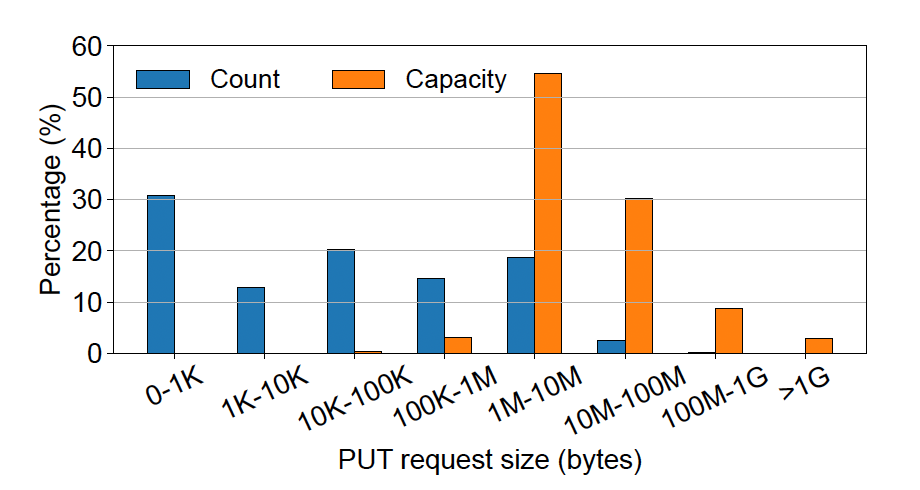 Count Capacity
Percentage (%)
60
50
40
30
20
10
0
0-1K 1K-10K 10K-100K 100K-1M 1M-10M 10M-100M 100M-1G >1G
PUT request size (bytes)